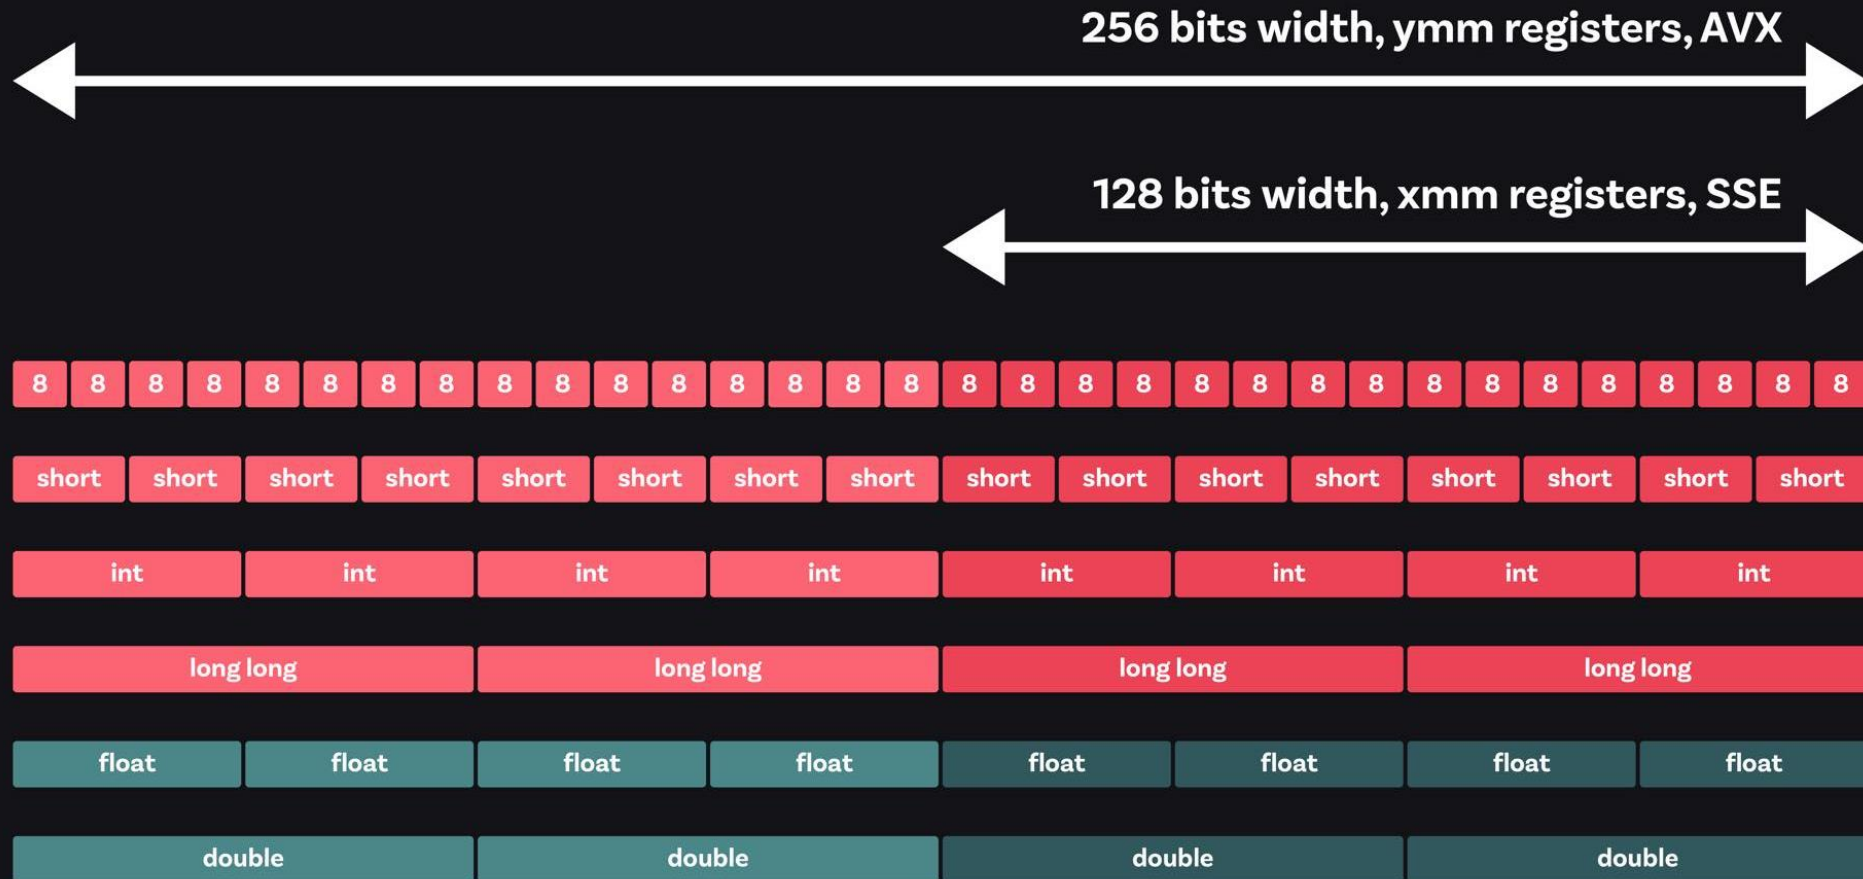 256 bits width, ymm registers, AVX
128 bits width, xmm registers, SSE
8 8 8 8 8 8 8 8 8 8 8 8 8 8 8 8 8 8 8 8 8 8 8 8 8 8 8 8 8 8 8 8
short short short short short short short short short short short short short short short short
int int int int int int int int
long long long long long long long long
float float float float float float float float
double double double double